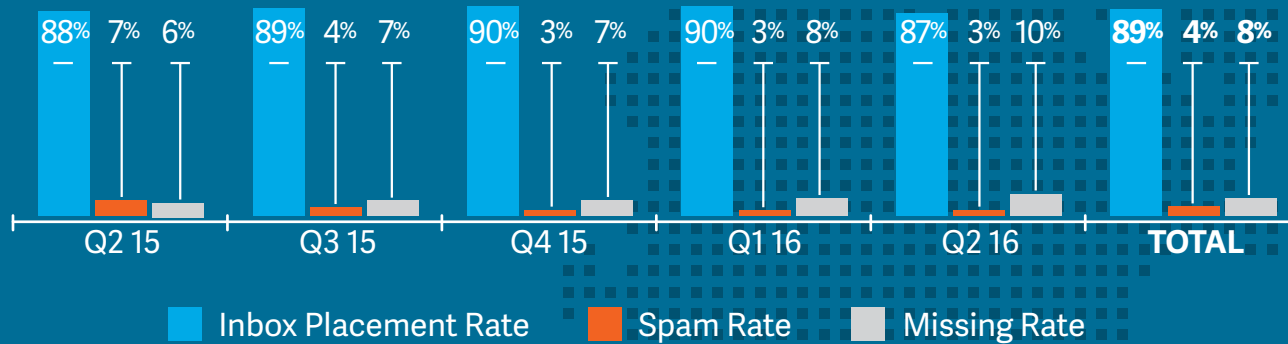 88% 7% 6% 89% 4% 7% 90% 3% 7% 90% 3% 8% 87% 3% 10% 89% 4% 8%
Q2 15 Q3 15 Q4 15 Q1 16 Q2 16 TOTAL
Inbox Placement Rate Spam Rate Missing Rate